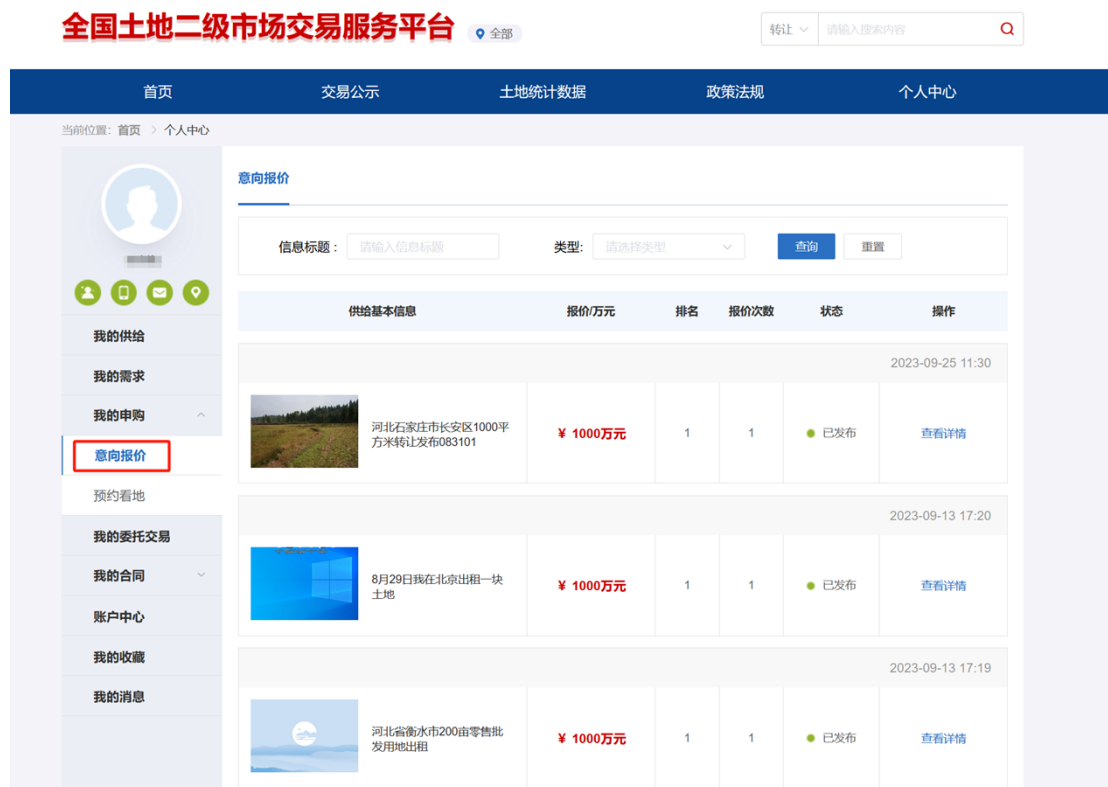 全国土地二级市场交易服务平台
全部
转让
请输入搜索内容
首页
交易公示
土地统计数据
政策法规
个人中心
当前位置: 首页 > 个人中心
意向报价
信息标题 :
请输入信息标题
类型:
请选择类型
查询
重置
供给基本信息
报价/万元
排名
报价次数
状态
操作
我的供给
我的需求
我的申购
意向报价
预约看地
我的委托交易
我的合同
账户中心
我的收藏
我的消息
2023-09-25 11:30
河北石家庄市长安区1000平
方米转让发布083101
¥ 1000万元
1
1
已发布
查看详情
2023-09-13 17:20
8月29日我在北京出租一块
土地
¥ 1000万元
1
1
已发布
查看详情
2023-09-13 17:19
河北省衡水市200亩零售批
发用地出租
¥ 1000万元
1
1
已发布
查看详情